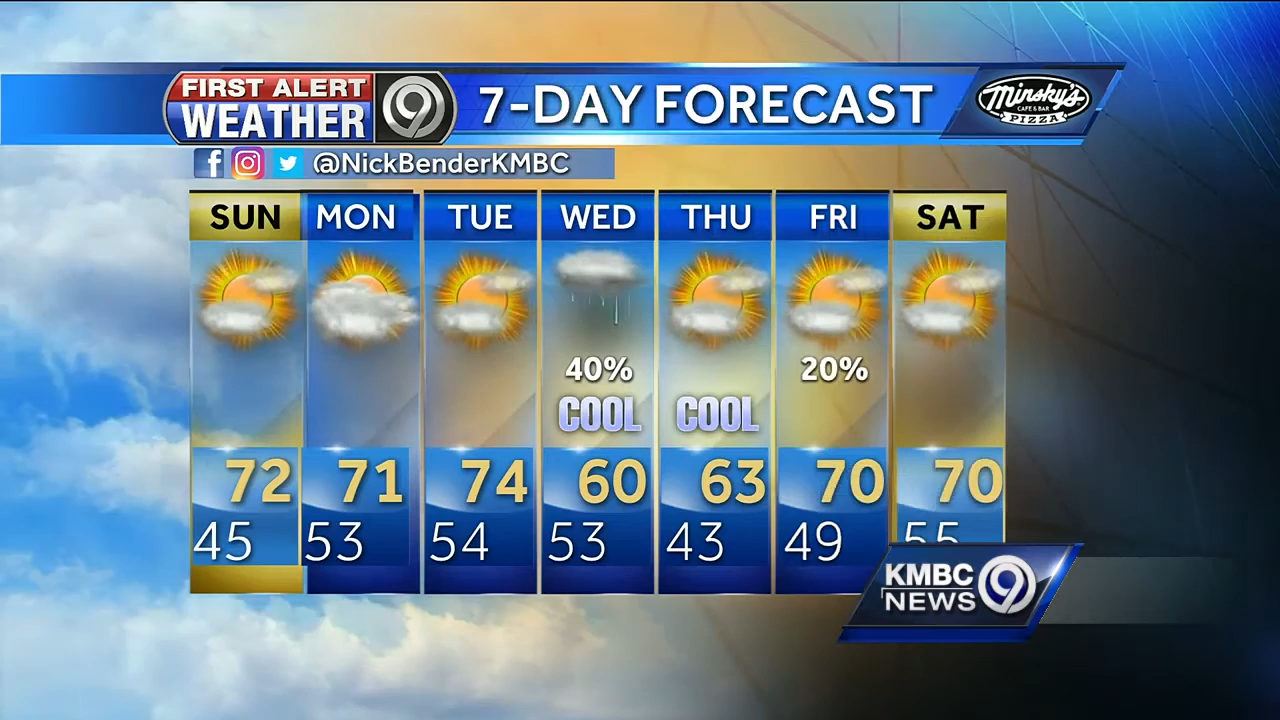 FIRST ALERT
WEATHER 9
7-DAY FORECAST
Minsky's
CAFE & BAR
PIZZA
f @NickBenderKMBC
SUN MON TUE WED THU FRI SAT
40% 20%
COOL COOL
72 71 74 60 63 70 70
45 53 54 53 43 49 55
KMBC 9
NEWS